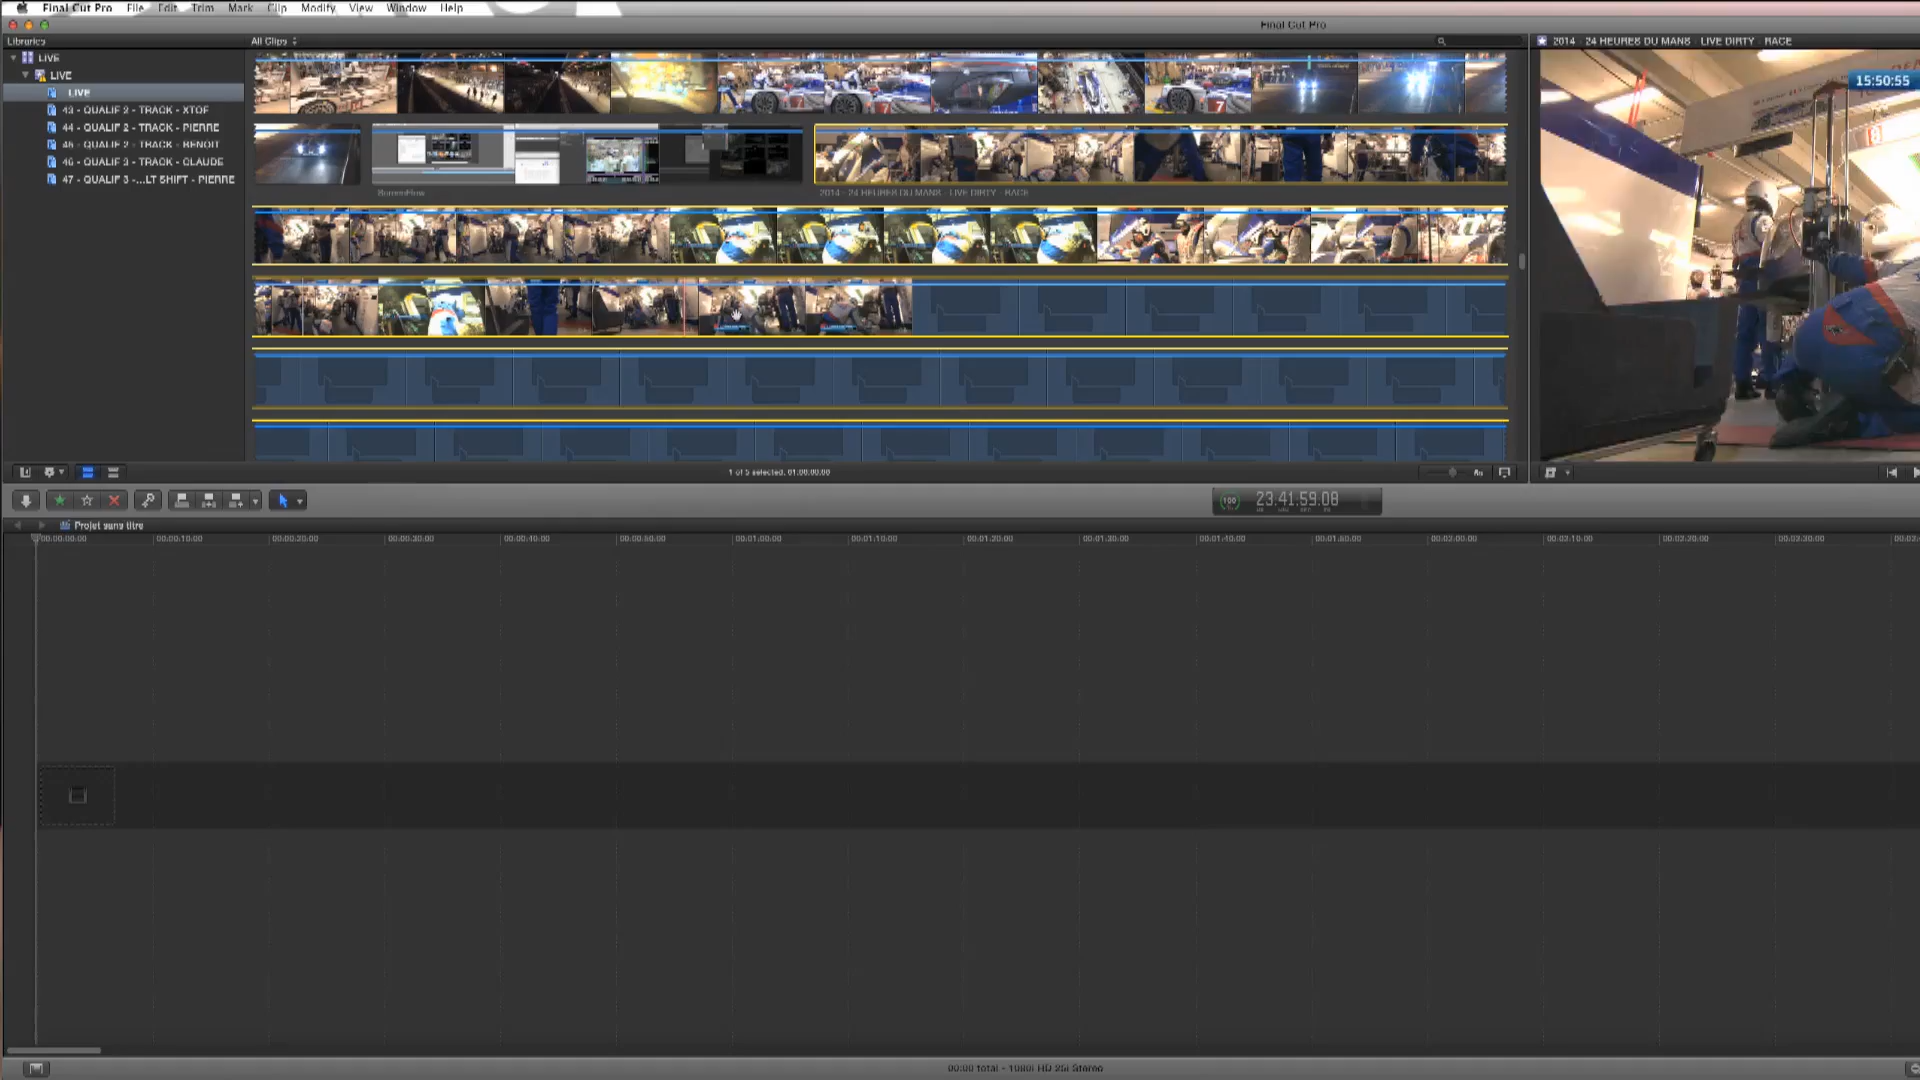 Final Cut Pro File Edit Trim Mark Clip Modify View Window Help
Final Cut Pro
Libraries
All Clips
2014 - 24 HEURES DU MANS - LIVE DIRTY - RACE
LIVE
LIVE
LIVE
43 - QUALIF 2 - TRACK - XTOF
44 - QUALIF 2 - TRACK - PIERRE
45 - QUALIF 2 - TRACK - BENOIT
46 - QUALIF 3 - TRACK - CLAUDE
47 - QUALIF 3 -...LT SHIFT - PIERRE
15:50:55
7
7
7
ScreenFlow
2014 - 24 HEURES DU MANS - LIVE DIRTY - RACE
1 of 5 selected, 01:00:00:00
100
23:41:59:08
Projet sans titre
00:00:00:00 00:00:10:00 00:00:20:00 00:00:30:00 00:00:40:00 00:00:50:00 00:01:00:00 00:01:10:00 00:01:20:00 00:01:30:00 00:01:40:00 00:01:50:00 00:02:00:00 00:02:10:00 00:02:20:00 00:02:30:00
00:00 total - 1080i HD 25i Stereo